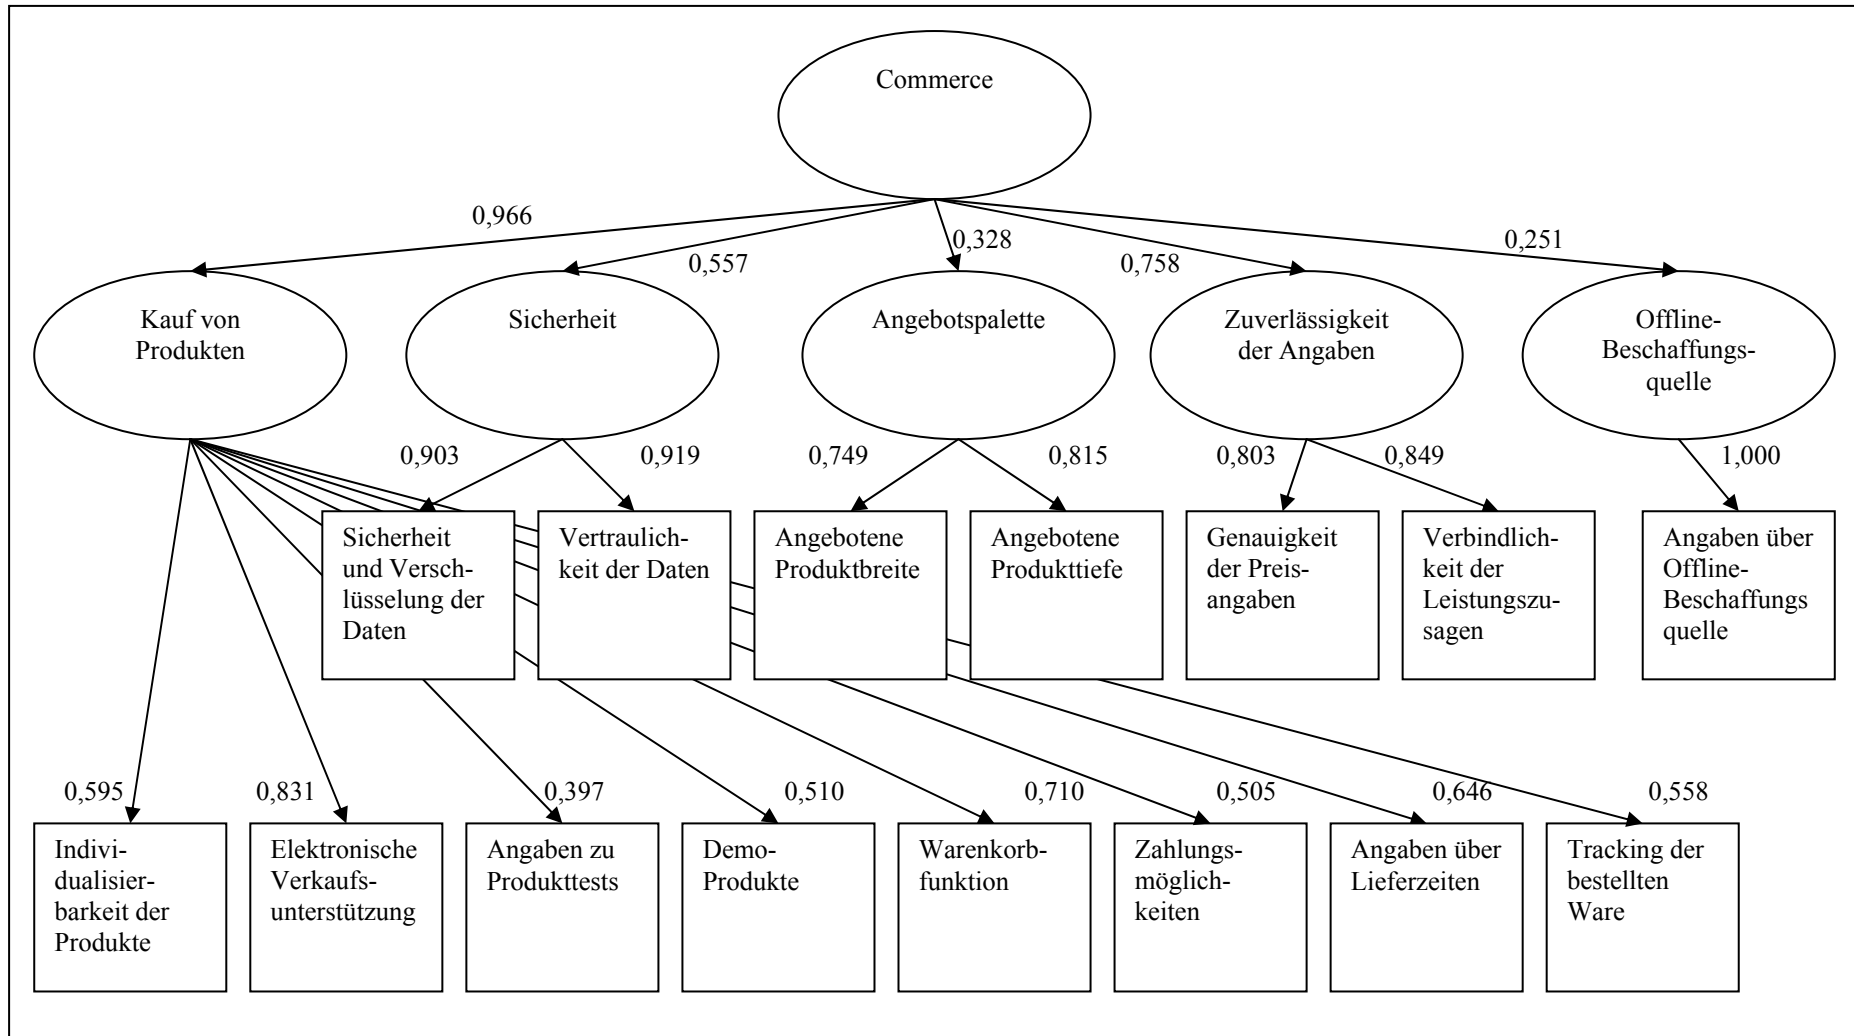 Commerce
0,966
0,557
0,328
0,758
0,251
Kauf von
Produkten
Sicherheit
Angebotspalette
Zuverlässigkeit
der Angaben
Offline-
Beschaffungs-
quelle
0,903
0,919
0,749
0,815
0,803
0,849
1,000
Sicherheit
und Versch-
lüsselung der
Daten
Vertraulich-
keit der Daten
Angebotene
Produktbreite
Angebotene
Produkttiefe
Genauigkeit
der Preis-
angaben
Verbindlich-
keit der
Leistungszu-
sagen
Angaben über
Offline-
Beschaffungs
quelle
0,595
0,831
0,397
0,510
0,710
0,505
0,646
0,558
Indivi-
dualisier-
barkeit der
Produkte
Elektronische
Verkaufs-
unterstützung
Angaben zu
Produkttests
Demo-
Produkte
Warenkorb-
funktion
Zahlungs-
möglich-
keiten
Angaben über
Lieferzeiten
Tracking der
bestellten
Ware